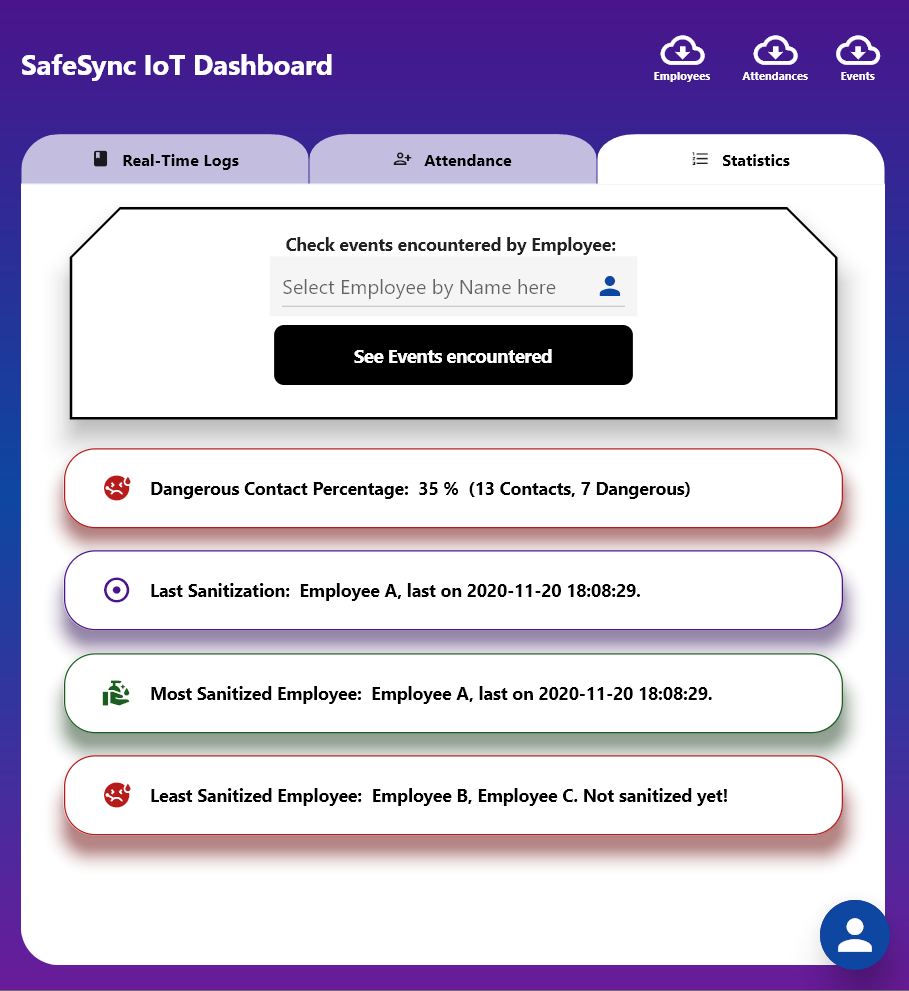 SafeSync IoT Dashboard
Employees
Attendances
Events
Real-Time Logs
Attendance
Statistics
Check events encountered by Employee:
Select Employee by Name here
See Events encountered
Dangerous Contact Percentage: 35 % (13 Contacts, 7 Dangerous)
Last Sanitization: Employee A, last on 2020-11-20 18:08:29.
Most Sanitized Employee: Employee A, last on 2020-11-20 18:08:29.
Least Sanitized Employee: Employee B, Employee C. Not sanitized yet!